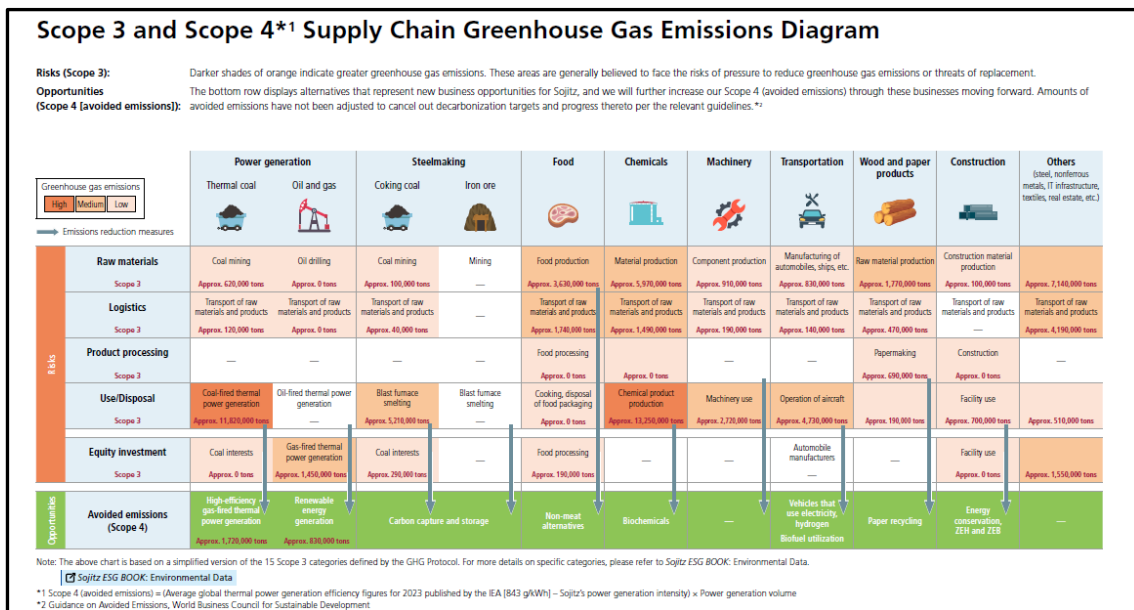 Scope 3 and Scope 4*1 Supply Chain Greenhouse Gas Emissions Diagram
Risks (Scope 3): Darker shades of orange indicate greater greenhouse gas emissions. These areas are generally believed to face the risks of pressure to reduce greenhouse gas emissions or threats of replacement.
Opportunities The bottom row displays alternatives that represent new business opportunities for Sojitz, and we will further increase our Scope 4 (avoided emissions) through these businesses moving forward. Amounts of
(Scope 4 [avoided emissions]): avoided emissions have not been adjusted to cancel out decarbonization targets and progress thereto per the relevant guidelines.*2
Power generation Steelmaking Food Chemicals Machinery Transportation Wood and paper products Construction Others
(steel, nonferrous metals, IT infrastructure, textiles, real estate, etc.)
Thermal coal Oil and gas Coking coal Iron ore
Greenhouse gas emissions
High Medium Low
Emissions reduction measures
Risks
Raw materials Coal mining Oil drilling Coal mining Mining Food production Material production Component production Manufacturing of automobiles, ships, etc. Raw material production Construction material production
Scope 3 Approx. 620,000 tons Approx. 0 tons Approx. 100,000 tons — Approx. 3,630,000 tons Approx. 5,970,000 tons Approx. 910,000 tons Approx. 830,000 tons Approx. 1,770,000 tons Approx. 100,000 tons Approx. 7,140,000 tons
Logistics Transport of raw materials and products Transport of raw materials and products Transport of raw materials and products Transport of raw materials and products Transport of raw materials and products Transport of raw materials and products Transport of raw materials and products Transport of raw materials and products Transport of raw materials and products Transport of raw materials and products
Scope 3 Approx. 120,000 tons Approx. 0 tons Approx. 40,000 tons — Approx. 1,740,000 tons Approx. 1,490,000 tons Approx. 190,000 tons Approx. 140,000 tons Approx. 470,000 tons — Approx. 4,190,000 tons
Product processing — — — — Food processing — — Papermaking Construction —
Scope 3 Approx. 0 tons Approx. 0 tons Approx. 690,000 tons Approx. 0 tons
Use/Disposal Coal-fired thermal power generation Oil-fired thermal power generation Blast furnace smelting Blast furnace smelting Cooking, disposal of food packaging Chemical product production Machinery use Operation of aircraft Facility use
Scope 3 Approx. 11,820,000 tons — Approx. 5,210,000 tons — Approx. 0 tons Approx. 13,250,000 tons Approx. 2,720,000 tons Approx. 4,730,000 tons Approx. 190,000 tons Approx. 700,000 tons Approx. 510,000 tons
Equity investment Coal interests Gas-fired thermal power generation Coal interests Food processing Automobile manufacturers Facility use
Scope 3 Approx. 0 tons Approx. 1,450,000 tons Approx. 290,000 tons — Approx. 190,000 tons — — — — Approx. 0 tons Approx. 1,550,000 tons
Opportunities
Avoided emissions (Scope 4) High-efficiency gas-fired thermal power generation Renewable energy generation Carbon capture and storage Non-meat alternatives Biochemicals — Vehicles that use electricity, hydrogen Biofuel utilization Paper recycling Energy conservation, ZEH and ZEB —
Approx. 1,720,000 tons Approx. 830,000 tons
Note: The above chart is based on a simplified version of the 15 Scope 3 categories defined by the GHG Protocol. For more details on specific categories, please refer to Sojitz ESG BOOK: Environmental Data.
Sojitz ESG BOOK: Environmental Data
*1 Scope 4 (avoided emissions) = (Average global thermal power generation efficiency figures for 2023 published by the IEA [843 g/kWh] – Sojitz's power generation intensity) × Power generation volume
*2 Guidance on Avoided Emissions, World Business Council for Sustainable Development